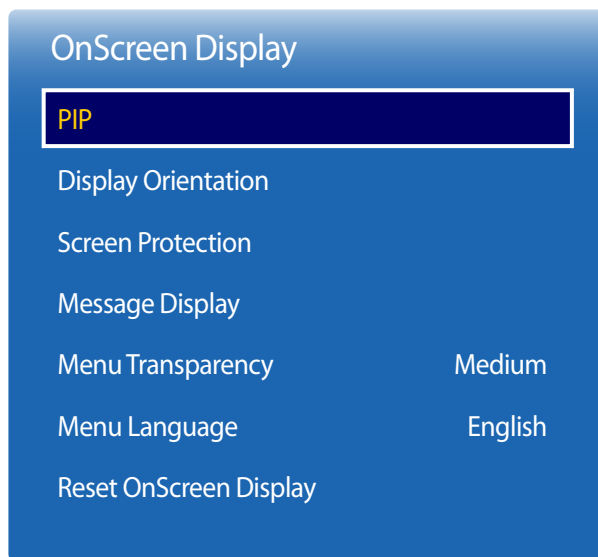 OnScreen Display
PIP
Display Orientation
Screen Protection
Message Display
Menu Transparency Medium
Menu Language English
Reset OnScreen Display